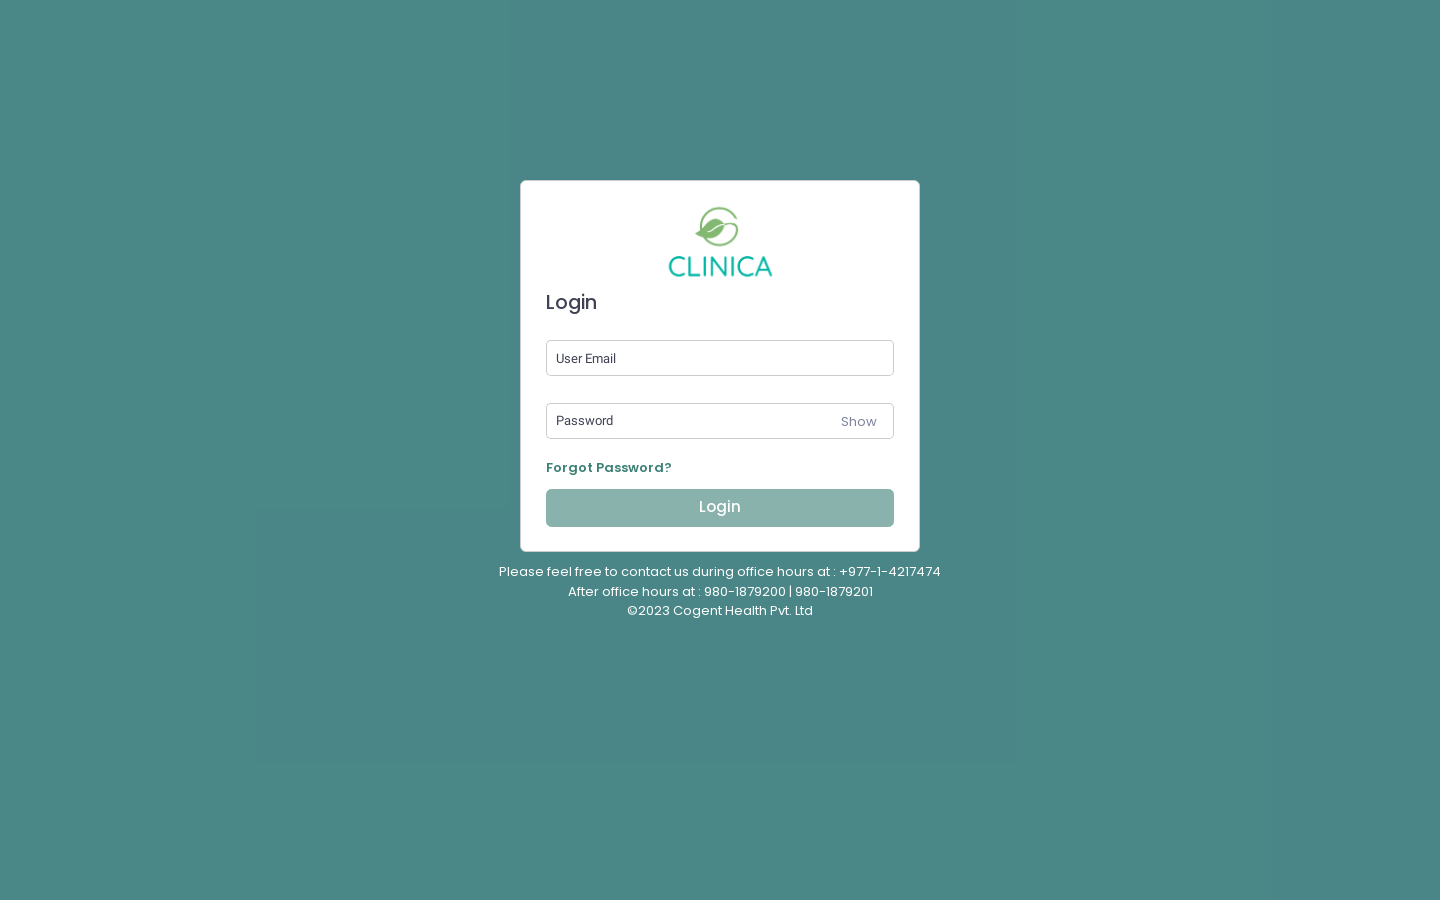 CLINICA
Login
User Email
Password Show
Forgot Password?
Login
Please feel free to contact us during office hours at : +977-1-4217474
After office hours at : 980-1879200 | 980-1879201
©2023 Cogent Health Pvt. Ltd